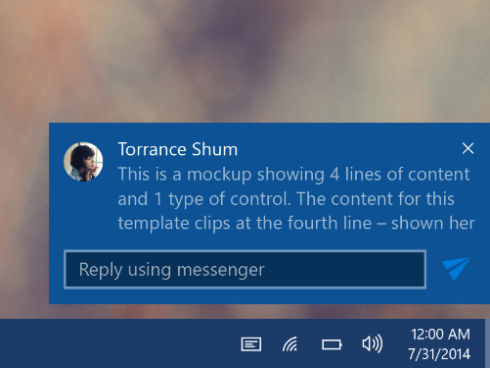 Torrance Shum
This is a mockup showing 4 lines of content
and 1 type of control. The content for this
template clips at the fourth line – shown her
Reply using messenger
12:00 AM
7/31/2014